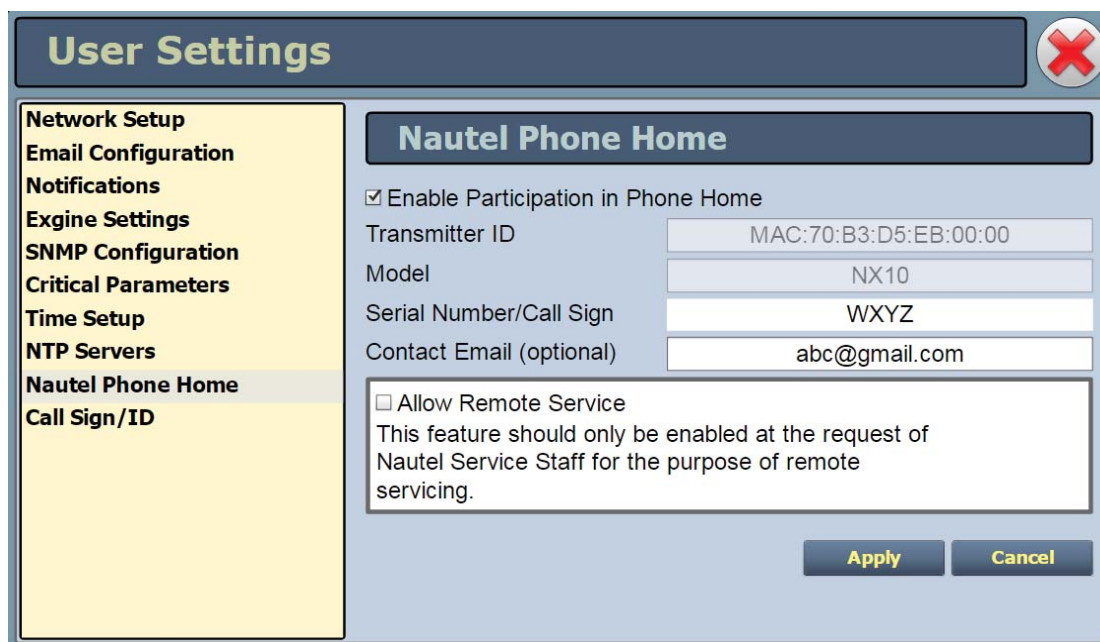 User Settings
Network Setup
Email Configuration
Notifications
Exgine Settings
SNMP Configuration
Critical Parameters
Time Setup
NTP Servers
Nautel Phone Home
Call Sign/ID
Nautel Phone Home
Enable Participation in Phone Home
Transmitter ID MAC:70:B3:D5:EB:00:00
Model NX10
Serial Number/Call Sign WXYZ
Contact Email (optional) abc@gmail.com
Allow Remote Service
This feature should only be enabled at the request of
Nautel Service Staff for the purpose of remote
servicing.
Apply Cancel